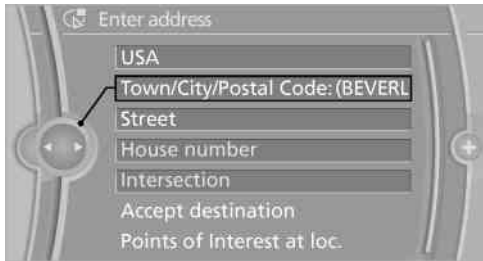 Enter address
USA
Town/City/Postal Code: (BEVERL
Street
House number
Intersection
Accept destination
Points of Interest at loc.